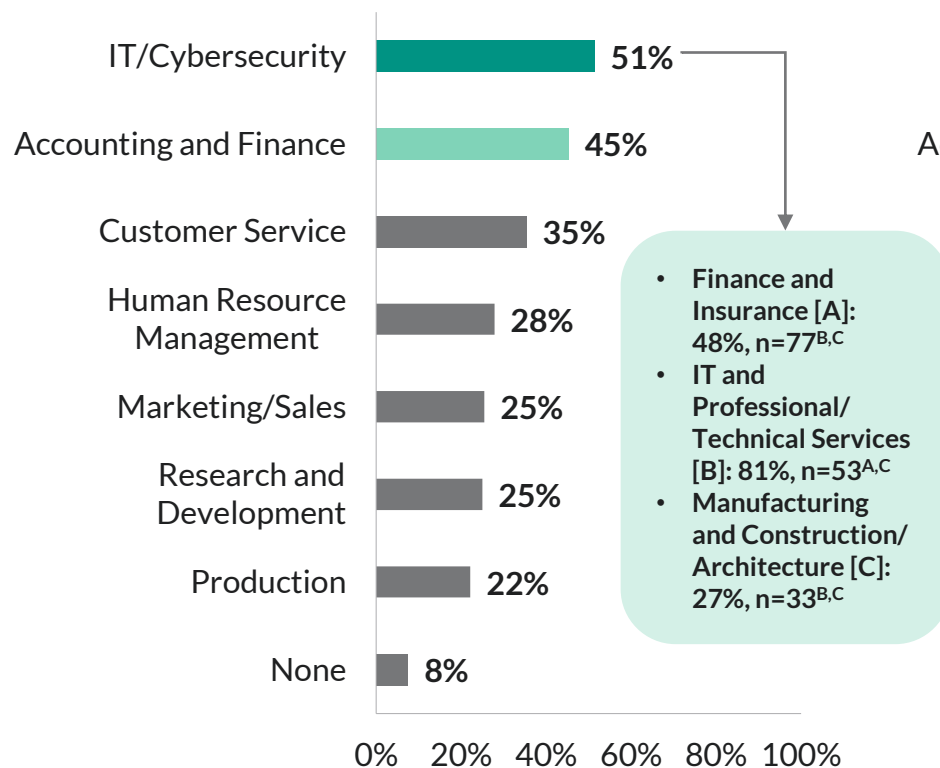 IT/Cybersecurity 51%
Accounting and Finance 45%
A
Customer Service 35%
Human Resource
Management 28%
Marketing/Sales 25%
Research and
Development 25%
Production 22%
None 8%
0% 20% 40% 60% 80% 100%
• Finance and
Insurance [A]:
48%, n=77B,C
• IT and
Professional/
Technical Services
[B]: 81%, n=53A,C
• Manufacturing
and Construction/
Architecture [C]:
27%, n=33B,C